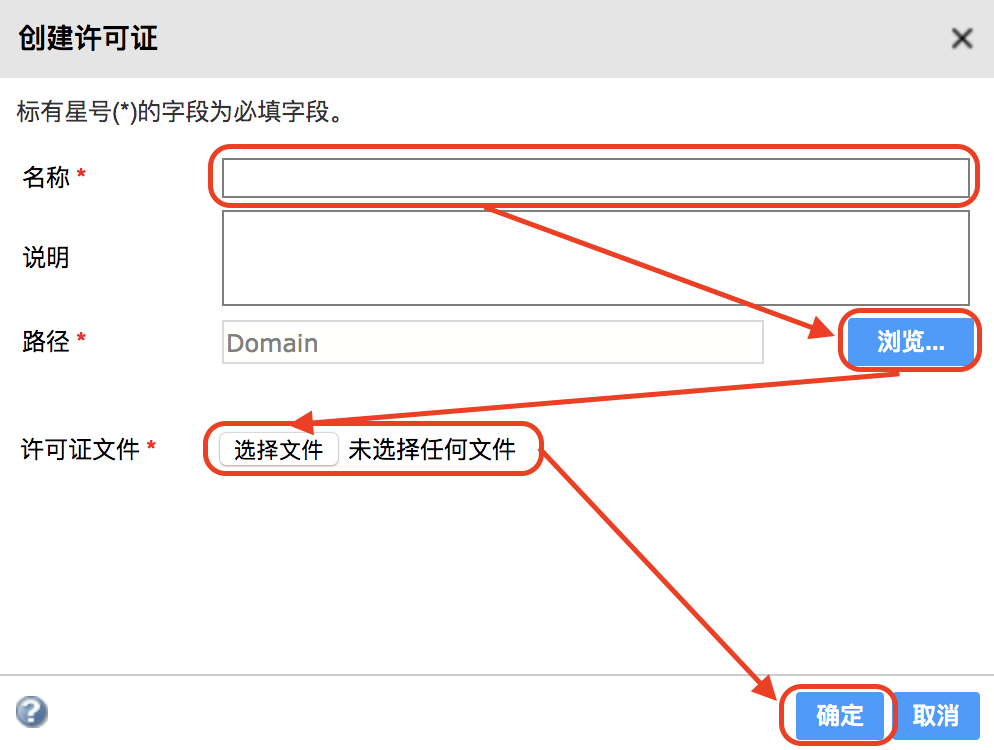 创建许可证
标有星号(*)的字段为必填字段。
名称 *
说明
路径 * Domain 浏览...
许可证文件 * 选择文件 未选择任何文件
确定 取消